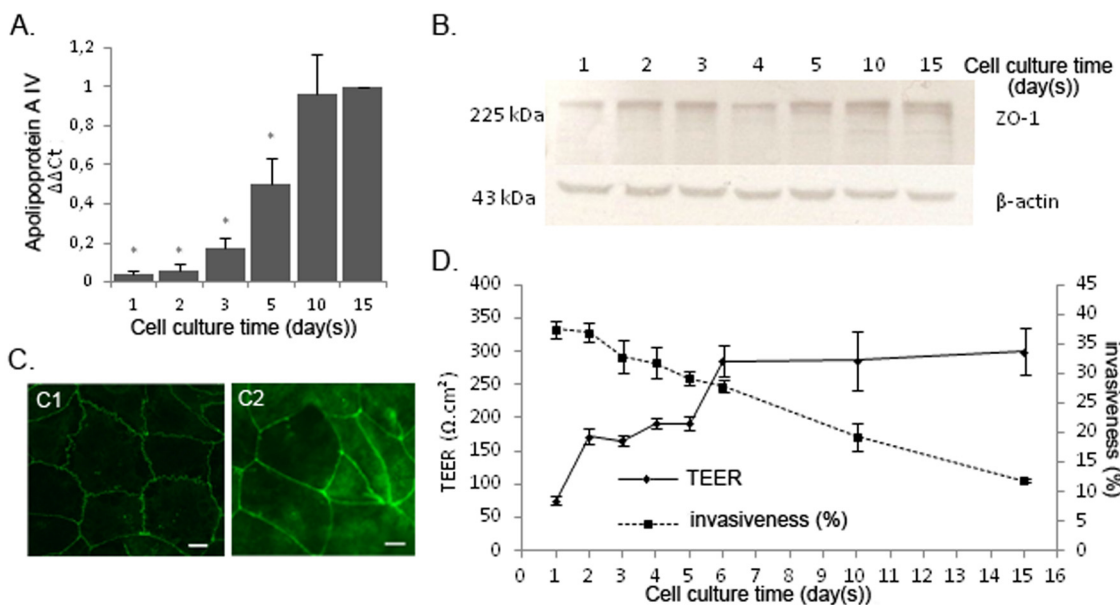 A.
Apolipoprotein A IV
ΔΔCt
1,2
1
0,8
0,6
0,4
0,2
0
* * * *
1 2 3 5 10 15
Cell culture time (day(s))
B.
1 2 3 4 5 10 15
Cell culture time
(day(s))
225 kDa
ZO-1
43 kDa
β-actin
C.
C1
C2
D.
TEER (Ω.cm²)
400
350
300
250
200
150
100
50
0
45
40
35
30
25
20
15
10
5
0
invasiveness (%)
TEER
invasiveness (%)
0 1 2 3 4 5 6 7 8 9 10 11 12 13 14 15 16
Cell culture time (day(s))